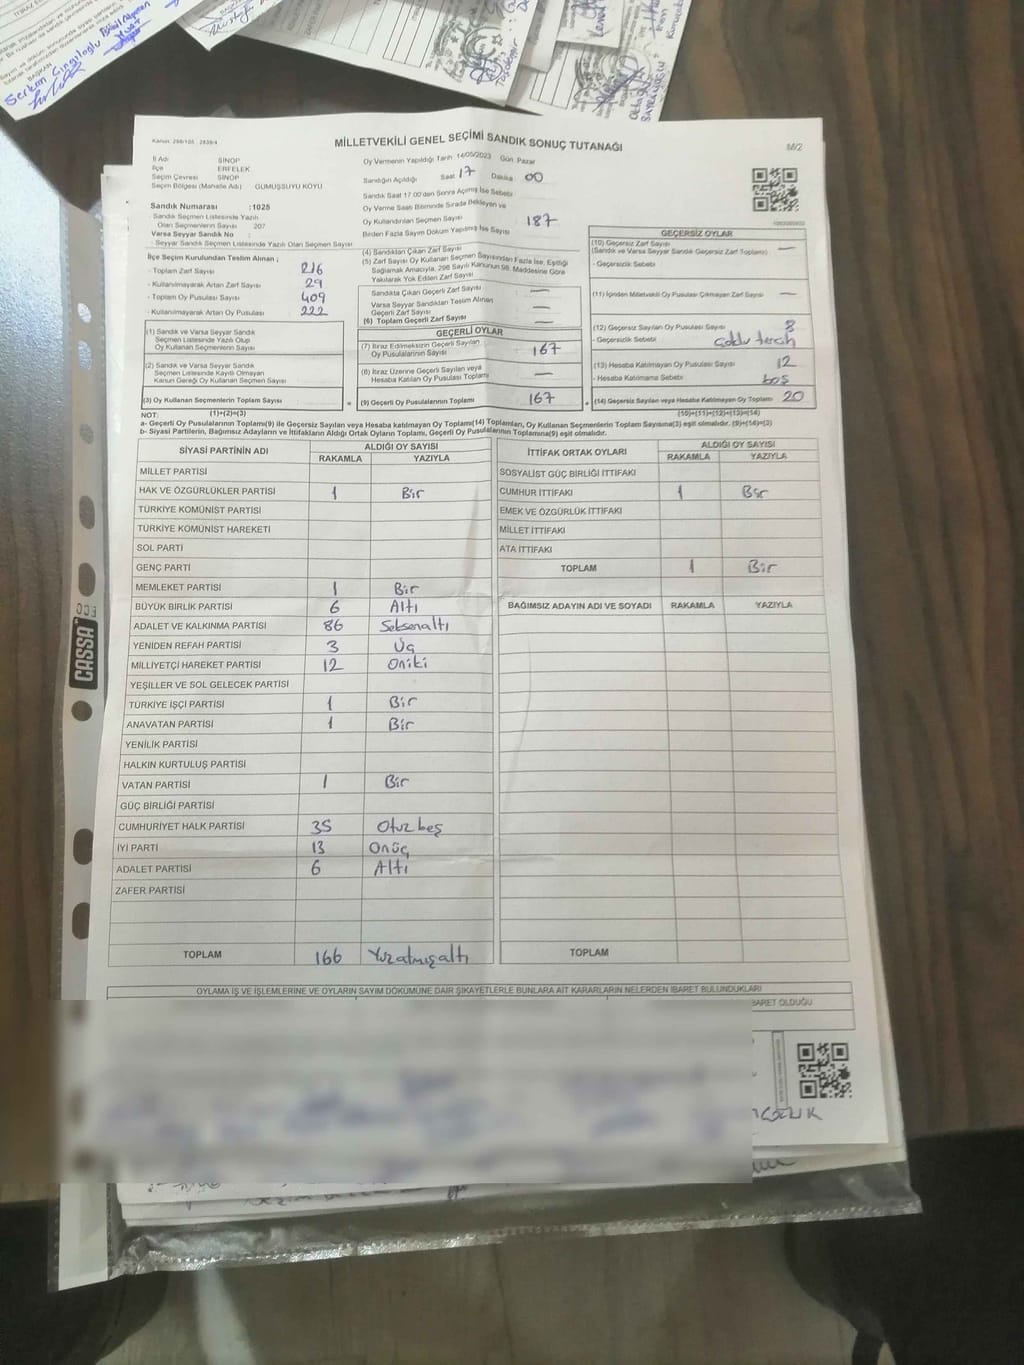 MİLLETVEKİLİ GENEL SEÇİMİ SANDIK SONUÇ TUTANAĞI
M/2
İl Adı SİNOP
İlçe ERFELEK
Seçim Çevresi SİNOP
Seçim Bölgesi (Mahalle Adı) GÜMÜŞSUYU KÖYÜ
Sandık Numarası :1025
- Sandık Seçmen Listesinde Yazılı
Olan Seçmenlerin Sayısı 207
Varsa Seyyar Sandık No :
- Seyyar Sandık Seçmen Listesinde Yazılı Olan Seçmen Sayısı
Oy Vermenin Yapıldığı Tarih 14/05/2023 Gün Pazar
Sandığın Açıldığı Saat 17 Dakika 00
Sandık Saat 17:00'den Sonra Açılmış İse Sebebi
Oy Verme Saati Bitiminde Sırada Bekleyen ve
Oy Kullandırılan Seçmen Sayısı 187
Birden Fazla Sayım Döküm Yapılmış İse Sayısı
İlçe Seçim Kurulundan Teslim Alınan ;
- Toplam Zarf Sayısı 216
- Kullanılmayarak Artan Zarf Sayısı 29
- Toplam Oy Pusulası Sayısı 409
- Kullanılmayarak Artan Oy Pusulası 222
(1) Sandık ve Varsa Seyyar Sandık
Seçmen Listesinde Yazılı Olup
Oy Kullanan Seçmenlerin Sayısı
(2) Sandık ve Varsa Seyyar Sandık
Seçmen Listesinde Kayıtlı Olmayan
Kanun Gereği Oy Kullanan Seçmen Sayısı
(3) Oy Kullanan Seçmenlerin Toplam Sayısı :
(1)+(2)=(3)
(4) Sandıktan Çıkan Zarf Sayısı
(5) Zarf Sayısı Oy Kullanan Seçmen Sayısından Fazla İse, Eşitliği
Sağlamak Amacıyla, 298 Sayılı Kanunun 98. Maddesine Göre
Yakılarak Yok Edilen Zarf Sayısı
Sandıkta Çıkan Geçerli Zarf Sayısı —
Varsa Seyyar Sandıktan Teslim Alınan
Geçerli Zarf Sayısı —
(6) Toplam Geçerli Zarf Sayısı —
GEÇERLİ OYLAR
(7) İtiraz Edilmeksizin Geçerli Sayılan
Oy Pusulalarının Sayısı 167
(8) İtiraz Üzerine Geçerli Sayılan veya
Hesaba Katılan Oy Pusulası Toplamı —
(9) Geçerli Oy Pusulalarının Toplamı 167
GEÇERSİZ OYLAR
(10) Geçersiz Zarf Sayısı
(Sandık ve Varsa Seyyar Sandık Geçersiz Zarf Toplamı) —
- Geçersizlik Sebebi
(11) İçinden Milletvekili Oy Pusulası Çıkmayan Zarf Sayısı —
(12) Geçersiz Sayılan Oy Pusulası Sayısı 8
- Geçersizlik Sebebi çoklu tercih
(13) Hesaba Katılmayan Oy Pusulası Sayısı 12
- Hesaba Katılmama Sebebi boş
(14) Geçersiz Sayılan veya Hesaba Katılmayan Oy Toplamı 20
(10)+(11)+(12)+(13)=(14)
NOT:
a- Geçerli Oy Pusulalarının Toplamı(9) ile Geçersiz Sayılan veya Hesaba katılmayan Oy Toplamı(14) Toplamları, Oy Kullanan Seçmenlerin Toplam Sayısına(3) eşit olmalıdır. (9)+(14)=(3)
b- Siyasi Partilerin, Bağımsız Adayların ve İttifakların Aldığı Ortak Oyların Toplamı, Geçerli Oy Pusulalarının Toplamına(9) eşit olmalıdır.
SİYASİ PARTİNİN ADI ALDIĞI OY SAYISI
RAKAMLA YAZIYLA
MİLLET PARTİSİ
HAK VE ÖZGÜRLÜKLER PARTİSİ 1 Bir
TÜRKİYE KOMÜNİST PARTİSİ
TÜRKİYE KOMÜNİST HAREKETİ
SOL PARTİ
GENÇ PARTİ
MEMLEKET PARTİSİ 1 Bir
BÜYÜK BİRLİK PARTİSİ 6 Altı
ADALET VE KALKINMA PARTİSİ 86 Seksenaltı
YENİDEN REFAH PARTİSİ 3 Üç
MİLLİYETÇİ HAREKET PARTİSİ 12 Oniki
YEŞİLLER VE SOL GELECEK PARTİSİ
TÜRKİYE İŞÇİ PARTİSİ 1 Bir
ANAVATAN PARTİSİ 1 Bir
YENİLİK PARTİSİ
HALKIN KURTULUŞ PARTİSİ
VATAN PARTİSİ 1 Bir
GÜÇ BİRLİĞİ PARTİSİ
CUMHURİYET HALK PARTİSİ 35 Otuzbeş
İYİ PARTİ 13 Onüç
ADALET PARTİSİ 6 Altı
ZAFER PARTİSİ
TOPLAM 166 Yüzatmışaltı
İTTİFAK ORTAK OYLARI ALDIĞI OY SAYISI
RAKAMLA YAZIYLA
SOSYALİST GÜÇ BİRLİĞİ İTTİFAKI
CUMHUR İTTİFAKI 1 Bir
EMEK VE ÖZGÜRLÜK İTTİFAKI
MİLLET İTTİFAKI
ATA İTTİFAKI
TOPLAM 1 Bir
BAĞIMSIZ ADAYIN ADI VE SOYADI RAKAMLA YAZIYLA
TOPLAM
OYLAMA İŞ VE İŞLEMLERİNE VE OYLARIN SAYIM DÖKÜMÜNE DAİR ŞİKAYETLERLE BUNLARA AİT KARARLARIN NELERDEN İBARET BULUNDUKLARI
BARET OLDUĞU
CASSA